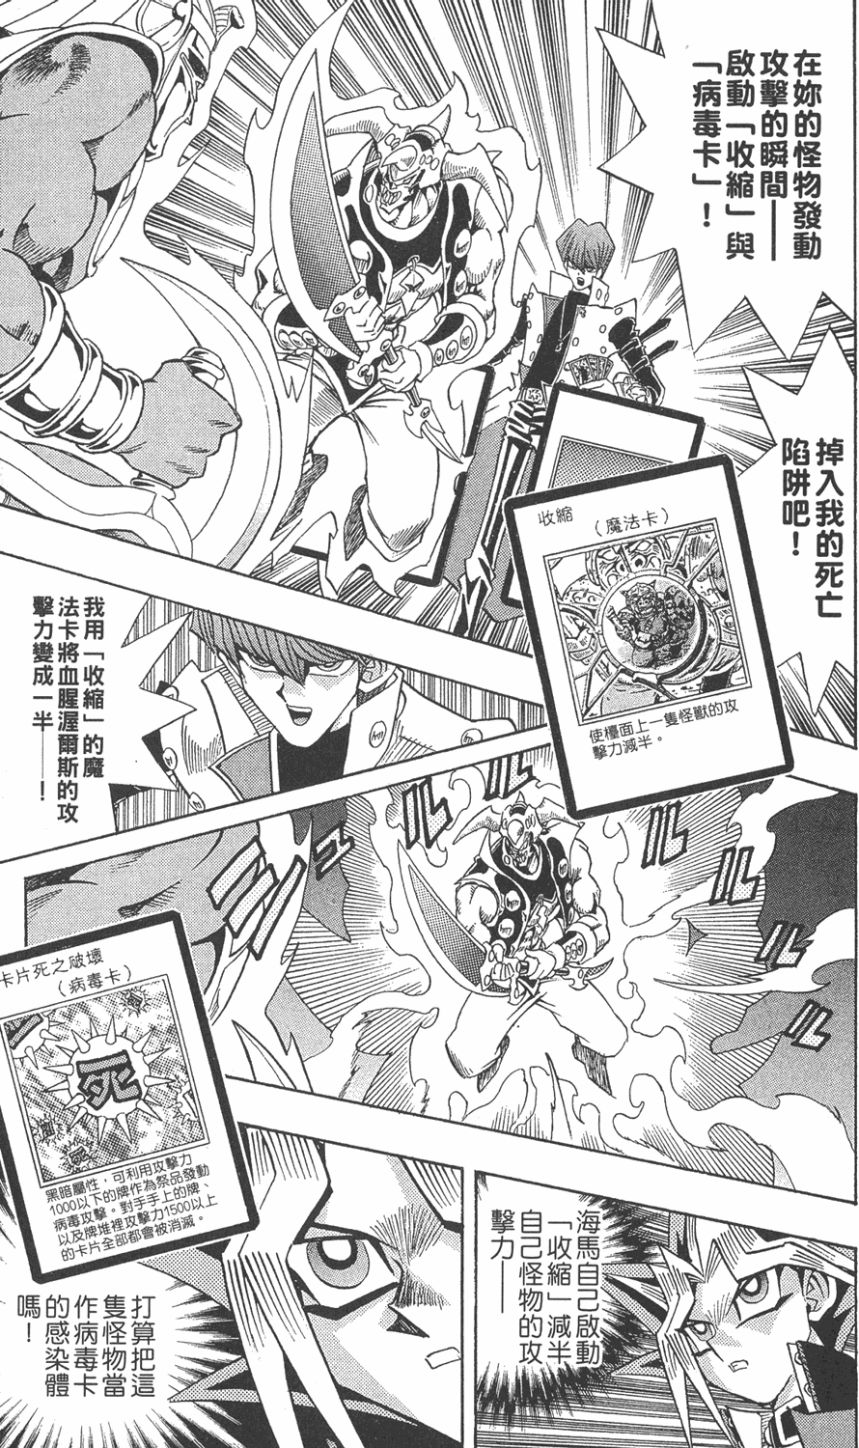 在妳的怪物發動
攻擊的瞬間——
啟動「收縮」與
「病毒卡」！
掉入我的死亡
陷阱吧！
收縮
（魔法卡）
使檯面上一隻怪獸的攻
擊力減半。
我用「收縮」的魔
法卡將血腥渥爾斯的攻
擊力變成一半——！
ル
ル
ル
ル
ル
ル
ル
ル
卡片死之破壞
（病毒卡）
死
黑暗屬性，可利用攻擊力
1000以下的牌作為祭品發動
病毒攻擊。對手手上的牌、
以及牌堆裡攻擊力1500以上
的卡片全部都會被消滅。
海馬自己啟動
「收縮」減半
自己怪物的攻
擊力——
打算把這
隻怪物當
作病毒卡
的感染體
嗎！